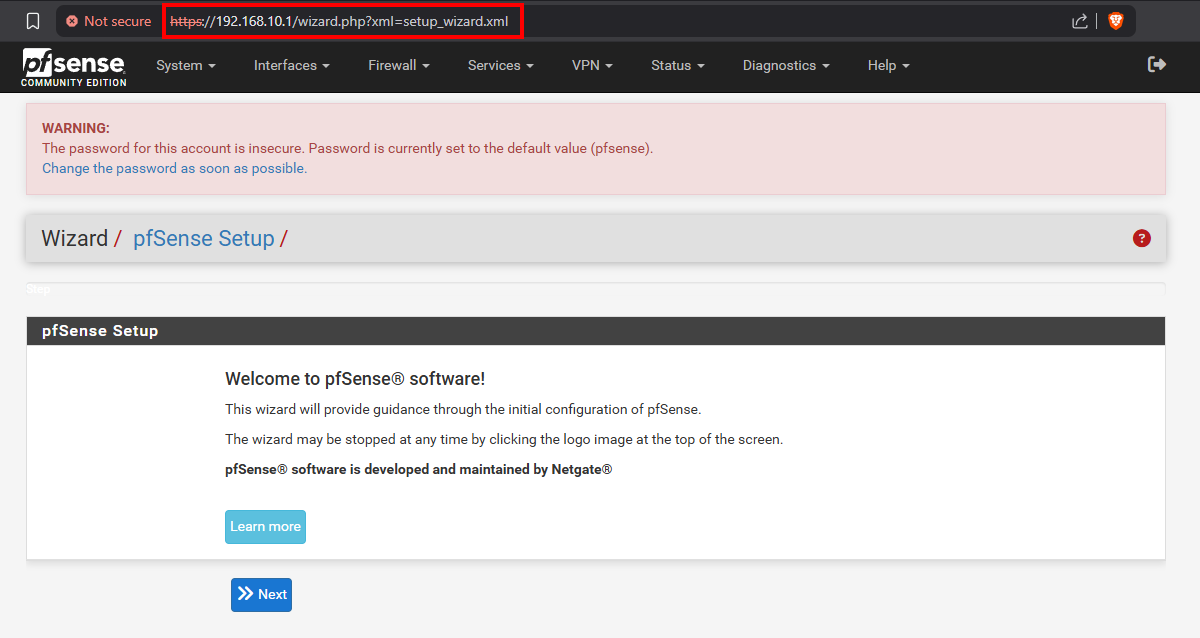 Not secure https://192.168.10.1/wizard.php?xml=setup_wizard.xml
pfsense COMMUNITY EDITION
System Interfaces Firewall Services VPN Status Diagnostics Help
WARNING:
The password for this account is insecure. Password is currently set to the default value (pfsense).
Change the password as soon as possible.
Wizard / pfSense Setup / ?
Step
pfSense Setup
Welcome to pfSense® software!
This wizard will provide guidance through the initial configuration of pfSense.
The wizard may be stopped at any time by clicking the logo image at the top of the screen.
pfSense® software is developed and maintained by Netgate®
Learn more
Next